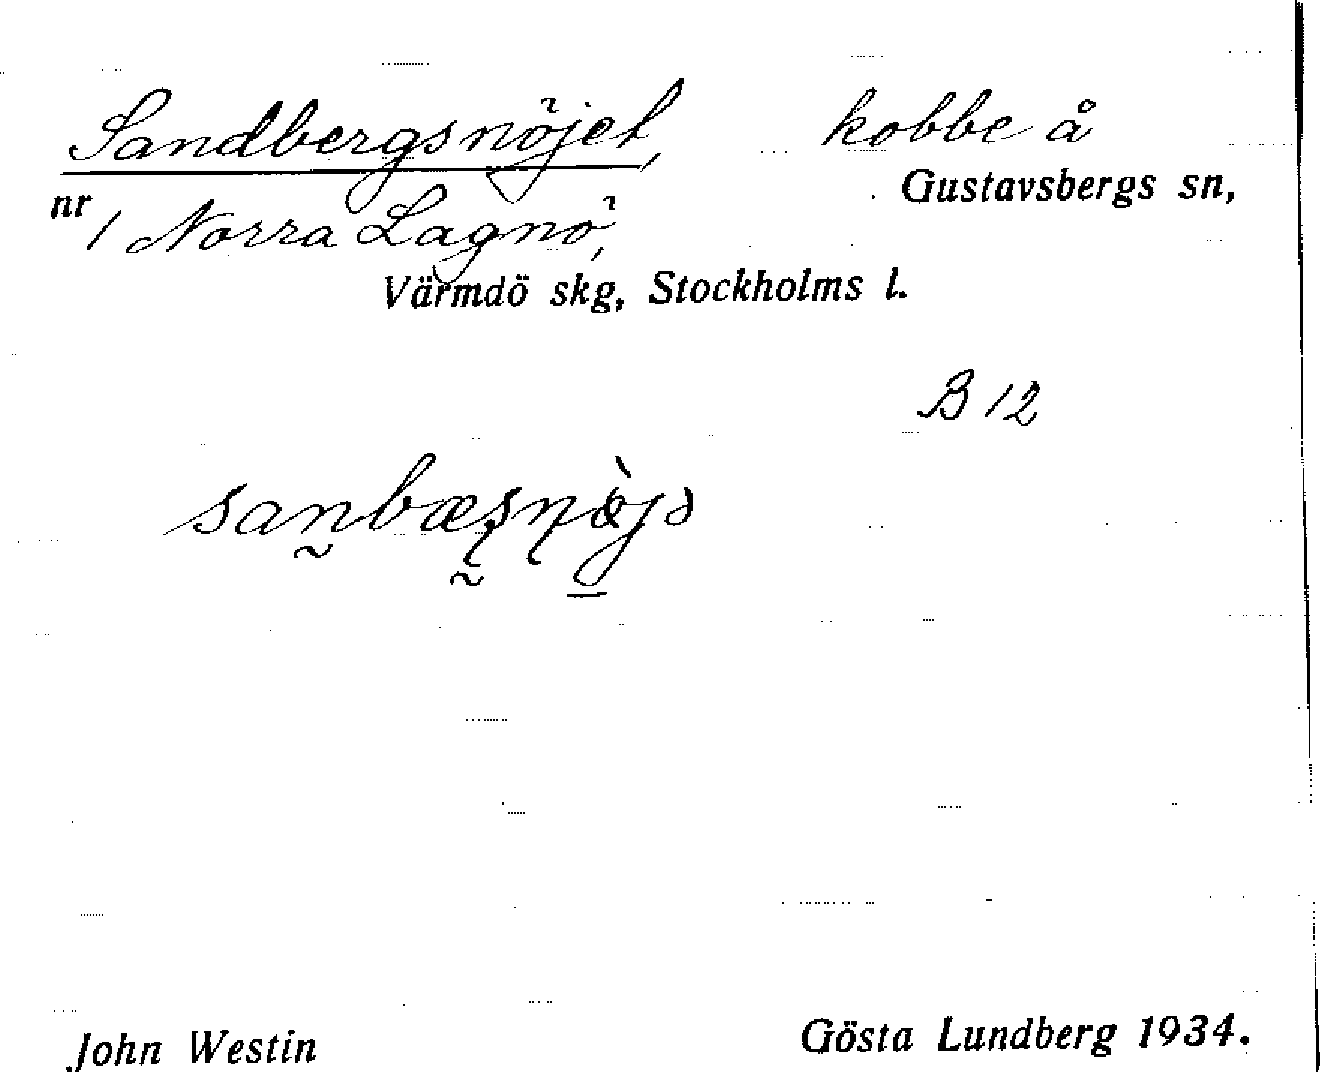 Sandbergsnöjet, kobbe å
Gustavsbergs sn,
nr 1 Norra Lagnö,
Värmdö skg, Stockholms l.
B 12
John Westin Gösta Lundberg 1934.